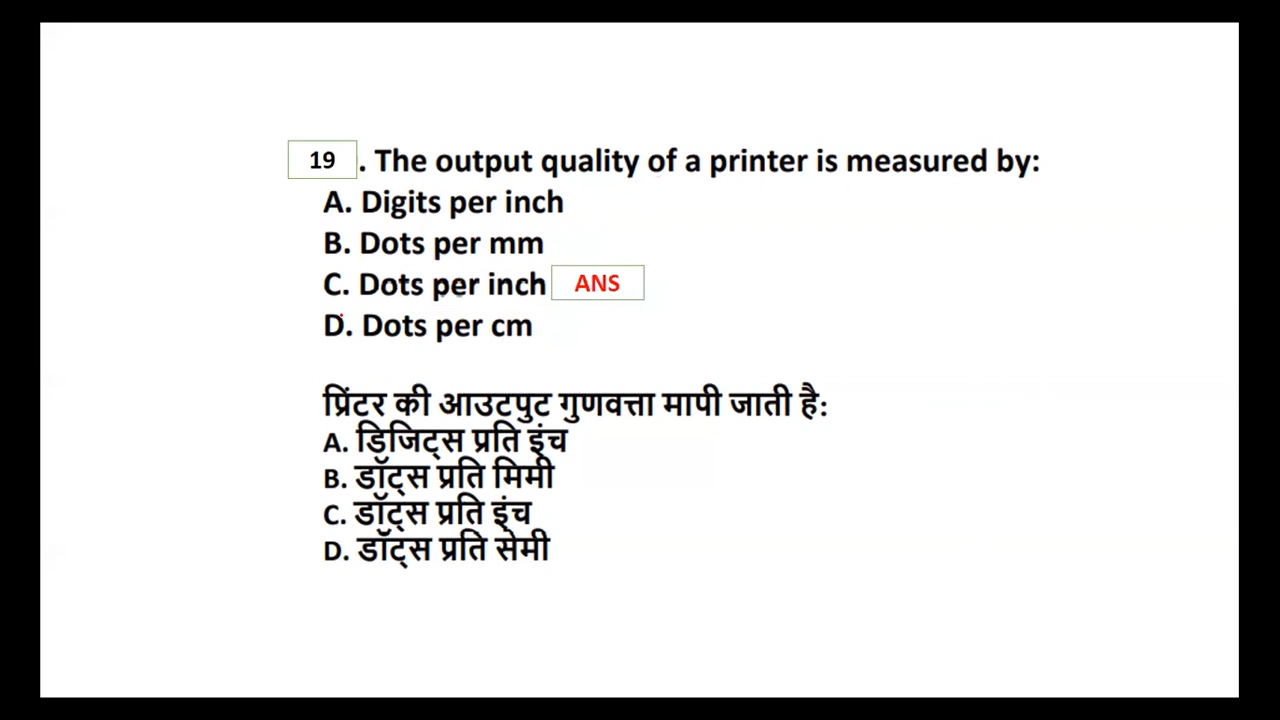 19 . The output quality of a printer is measured by:
A. Digits per inch
B. Dots per mm
C. Dots per inch ANS
D. Dots per cm
प्रिंटर की आउटपुट गुणवत्ता मापी जाती है:
A. डिजिट्स प्रति इंच
B. डॉट्स प्रति मिमी
C. डॉट्स प्रति इंच
D. डॉट्स प्रति सेमी